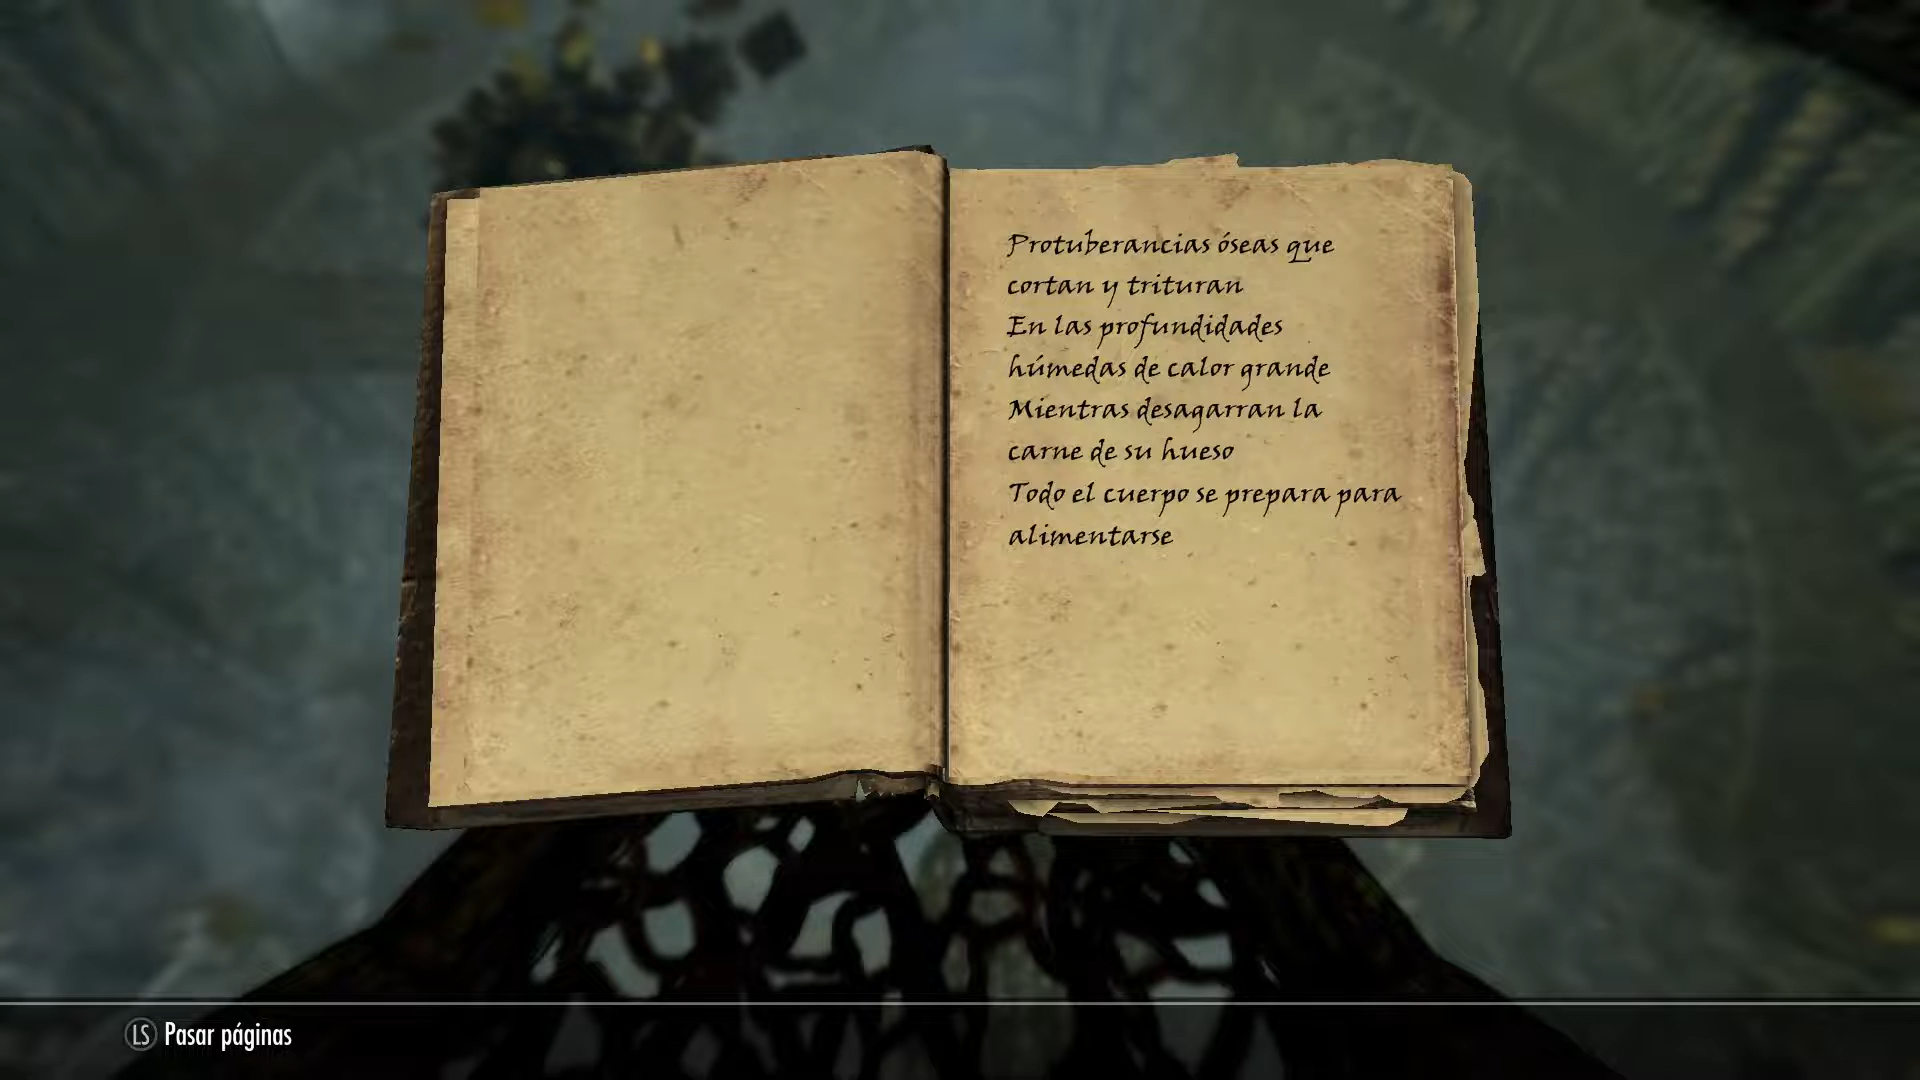 Protuberancias óseas que
cortan y trituran
En las profundidades
húmedas de calor grande
Mientras desagarran la
carne de su hueso
Todo el cuerpo se prepara para
alimentarse
LS Pasar páginas